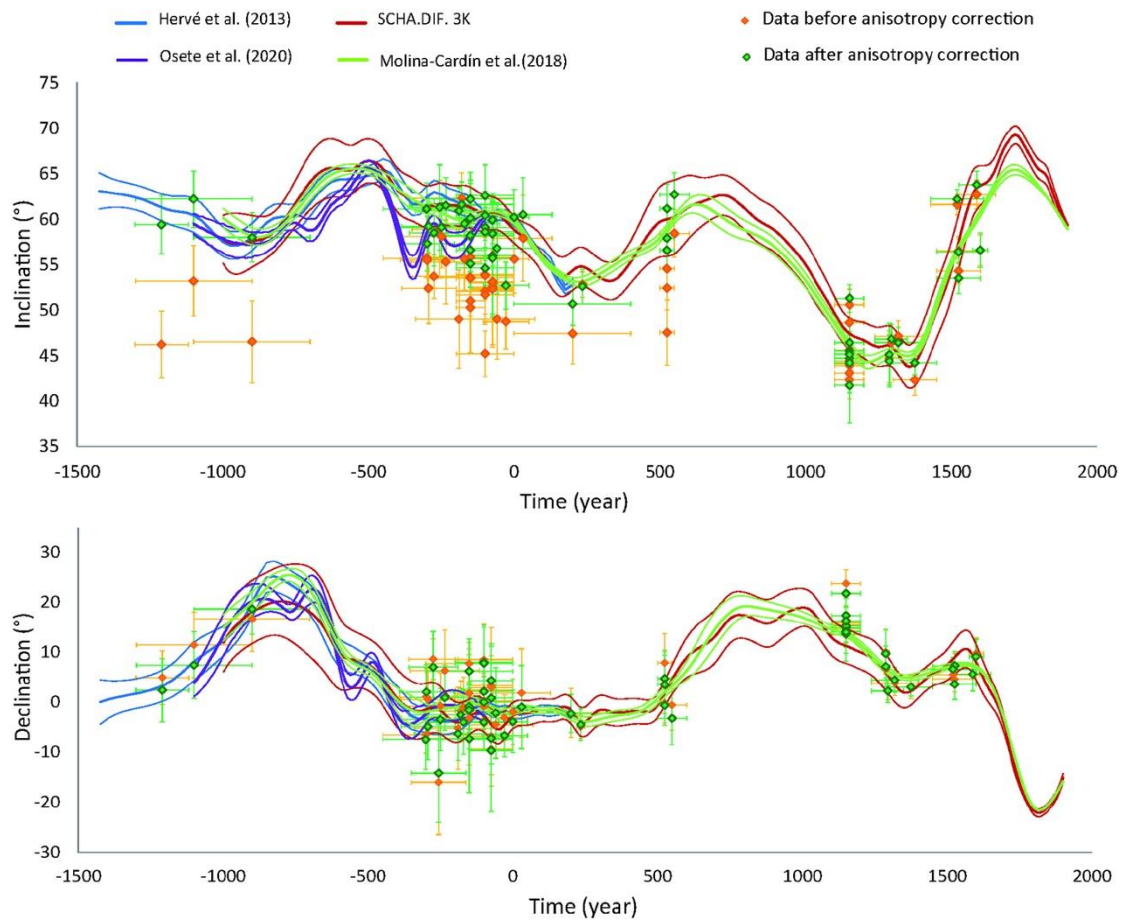 Hervé et al. (2013) SCHA.DIF. 3K Data before anisotropy correction
Osete et al. (2020) Molina-Cardín et al.(2018) Data after anisotropy correction
75
70
65
60
55
50
45
40
35
Inclination (°)
-1500 -1000 -500 0 500 1000 1500 2000
Time (year)
30
20
10
0
-10
-20
-30
Declination (°)
-1500 -1000 -500 0 500 1000 1500 2000
Time (year)